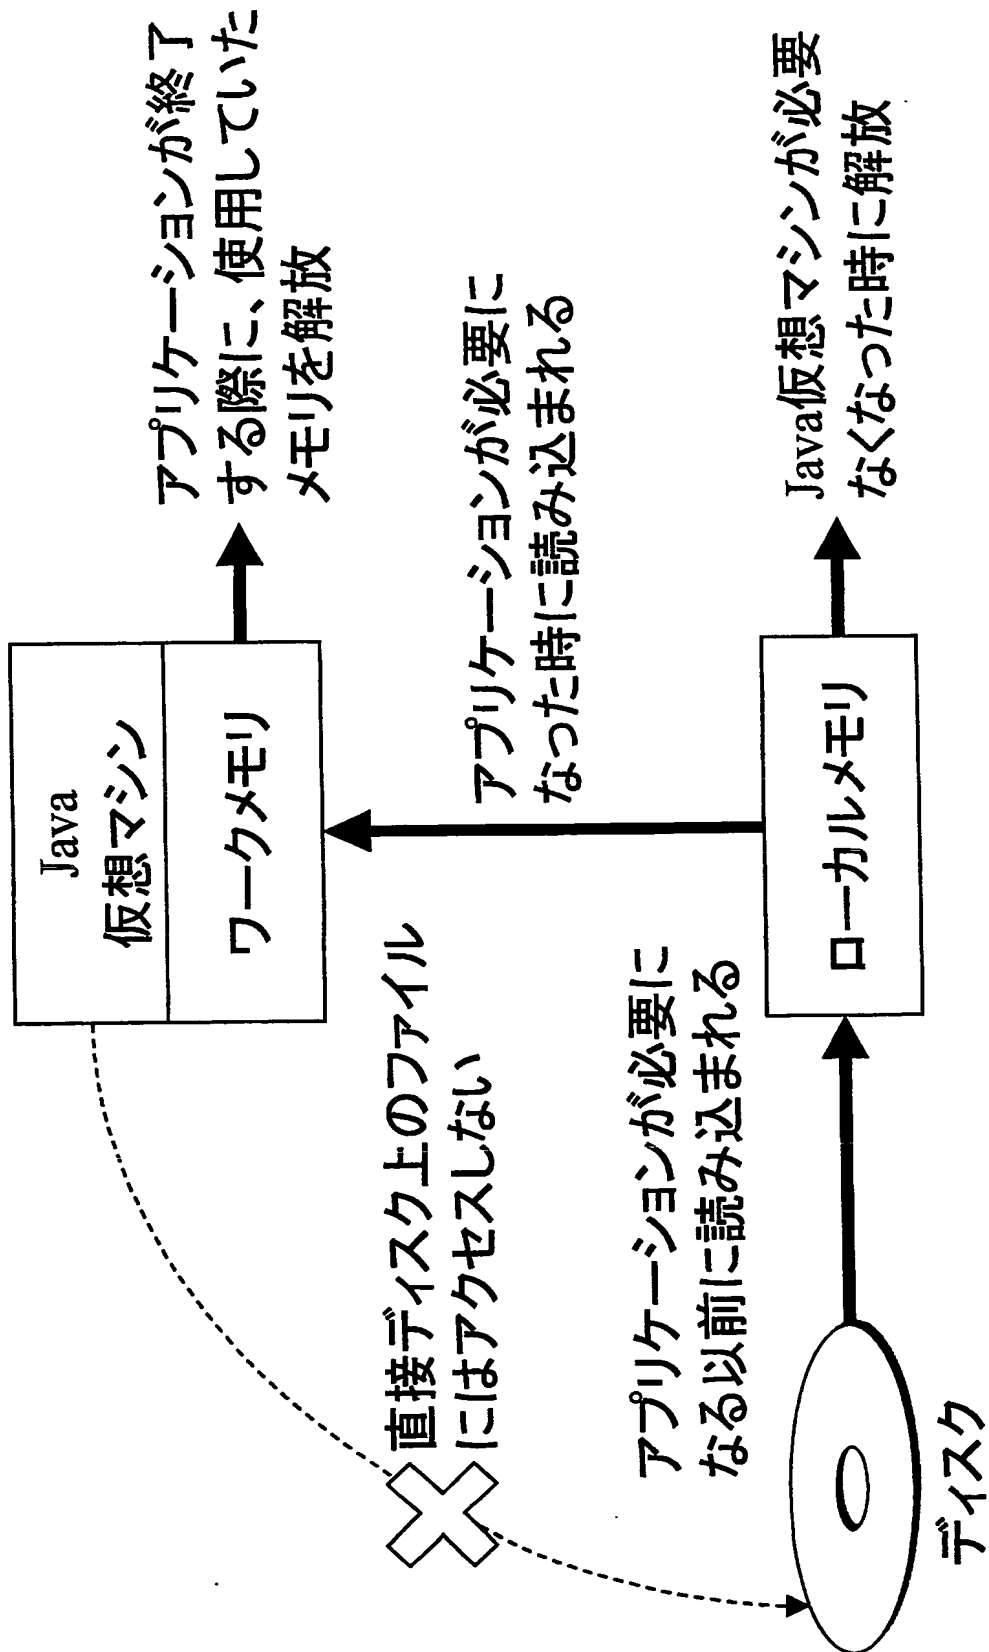 Java
仮想マシン
ワークメモリ
アプリケーションが終了
する際に、使用していた
メモリを解放
直接ディスク上のファイル
にはアクセスしない
アプリケーションが必要に
なった時に読み込まれる
アプリケーションが必要に
なる以前に読み込まれる
ローカルメモリ
Java仮想マシンが必要
なくなった時に解放
ディスク